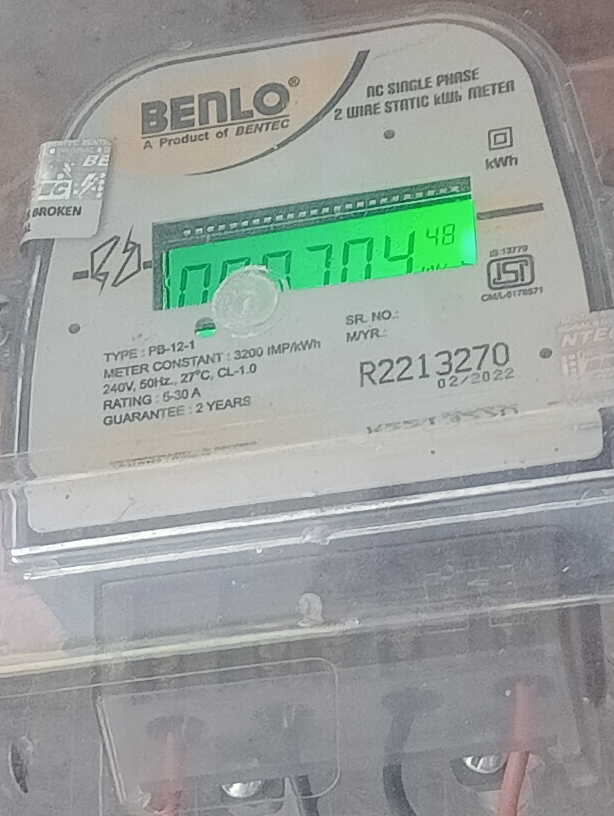 BENLO®
A Product of BENTEC
AC SINGLE PHASE
2 WIRE STATIC kWh METER
kWh
BROKEN
704 48
IS:13779
ISI
TYPE : PB-12-1
METER CONSTANT : 3200 IMP/kWh
240V, 50Hz., 27°C, CL-1.0
RATING : 5-30 A
GUARANTEE : 2 YEARS
SR. NO.:
M/YR.:
R2213270
02/2022